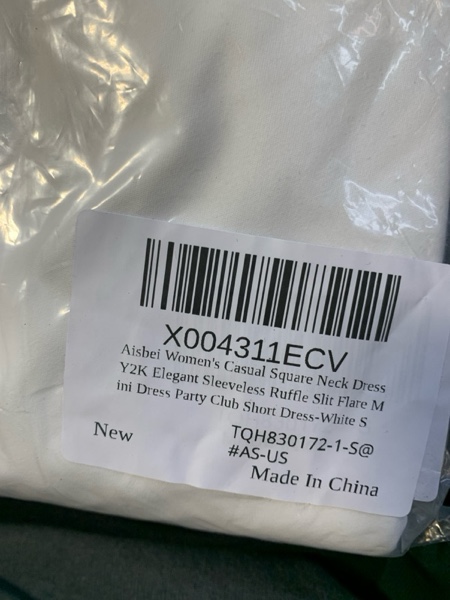 X004311ECV
Aisbei Women's Casual Square Neck Dress
Y2K Elegant Sleeveless Ruffle Slit Flare M
ini Dress Party Club Short Dress-White S
New
TQH830172-1-S@
#AS-US
Made In China